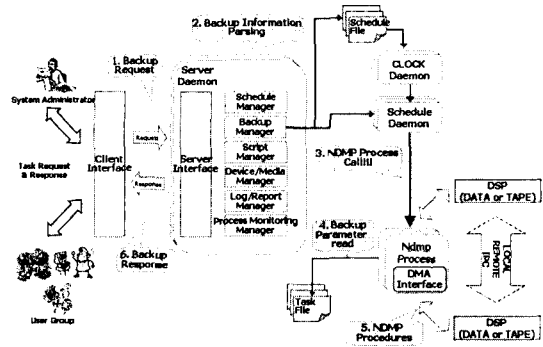 2. Backup Information
Parsing
Schedule
File
1. Backup
Request
Server
Daemon
CLOCK
Daemon
System Administrator
Schedule
Manager
Backup
Manager
Schedule
Daemon
Client
Interface
Request
Server
Interface
Script
Manager
3. NDMP Process
Call!!!
Task Request
& Response
Response
Device/Media
Manager
Log/Report
Manager
Process Monitoring
Manager
DSP
(DATA or TAPE)
4. Backup
Parameter
read
Ndmp
Process
DMA
Interface
LOCAL
REMOTE
IPC
6. Backup
Response
User Group
Task
File
5. NDMP
Procedures
DSP
(DATA or TAPE)